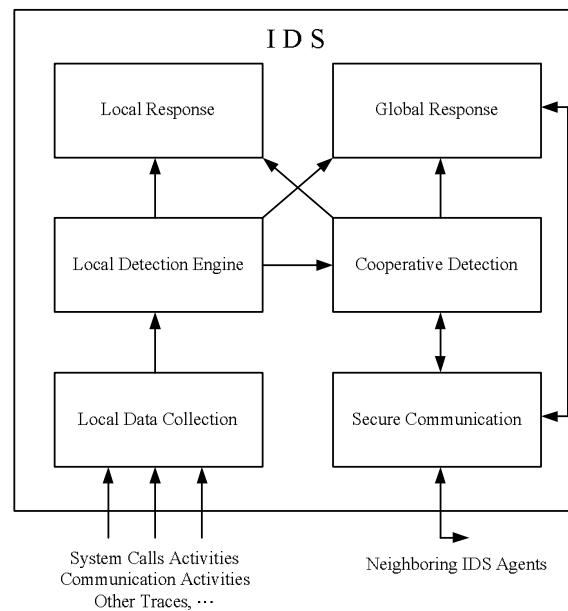 I D S
Local Response
Global Response
Local Detection Engine
Cooperative Detection
Local Data Collection
Secure Communication
System Calls Activities
Communication Activities
Other Traces, ⋯
Neighboring IDS Agents